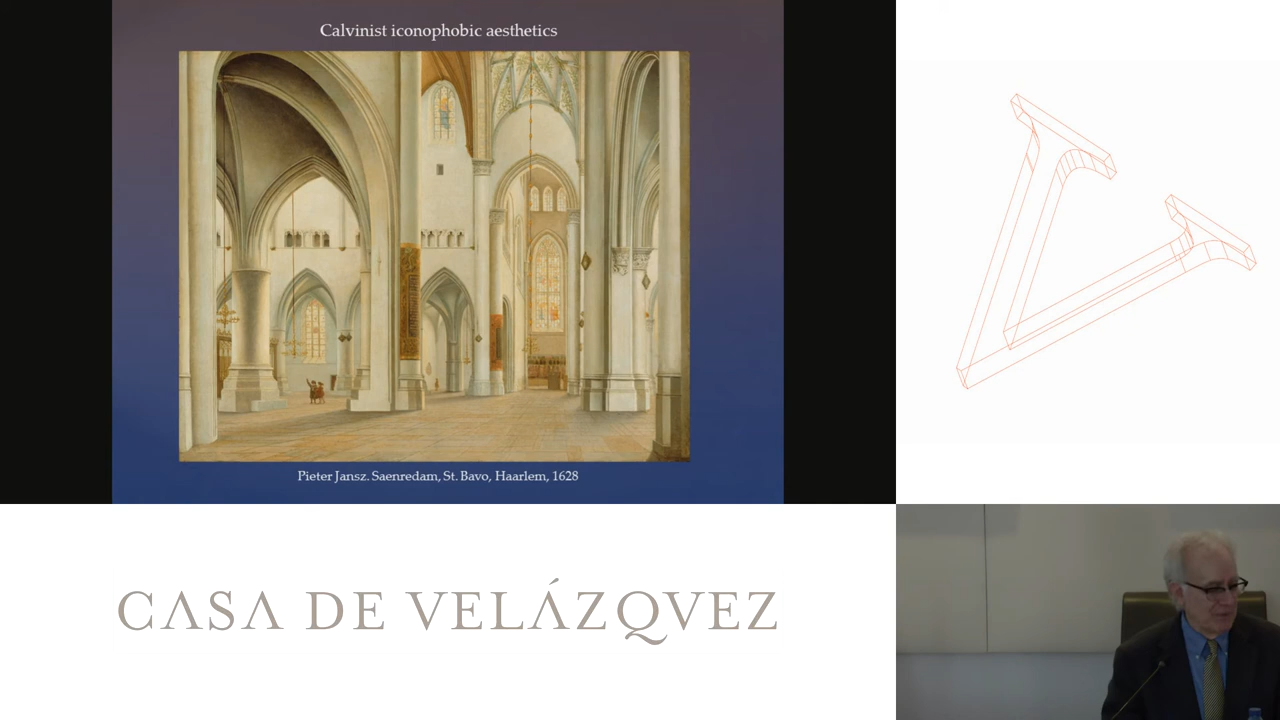 Calvinist iconophobic aesthetics
Pieter Jansz. Saenredam, St. Bavo, Haarlem, 1628
CASA DE VELÁZQVEZ